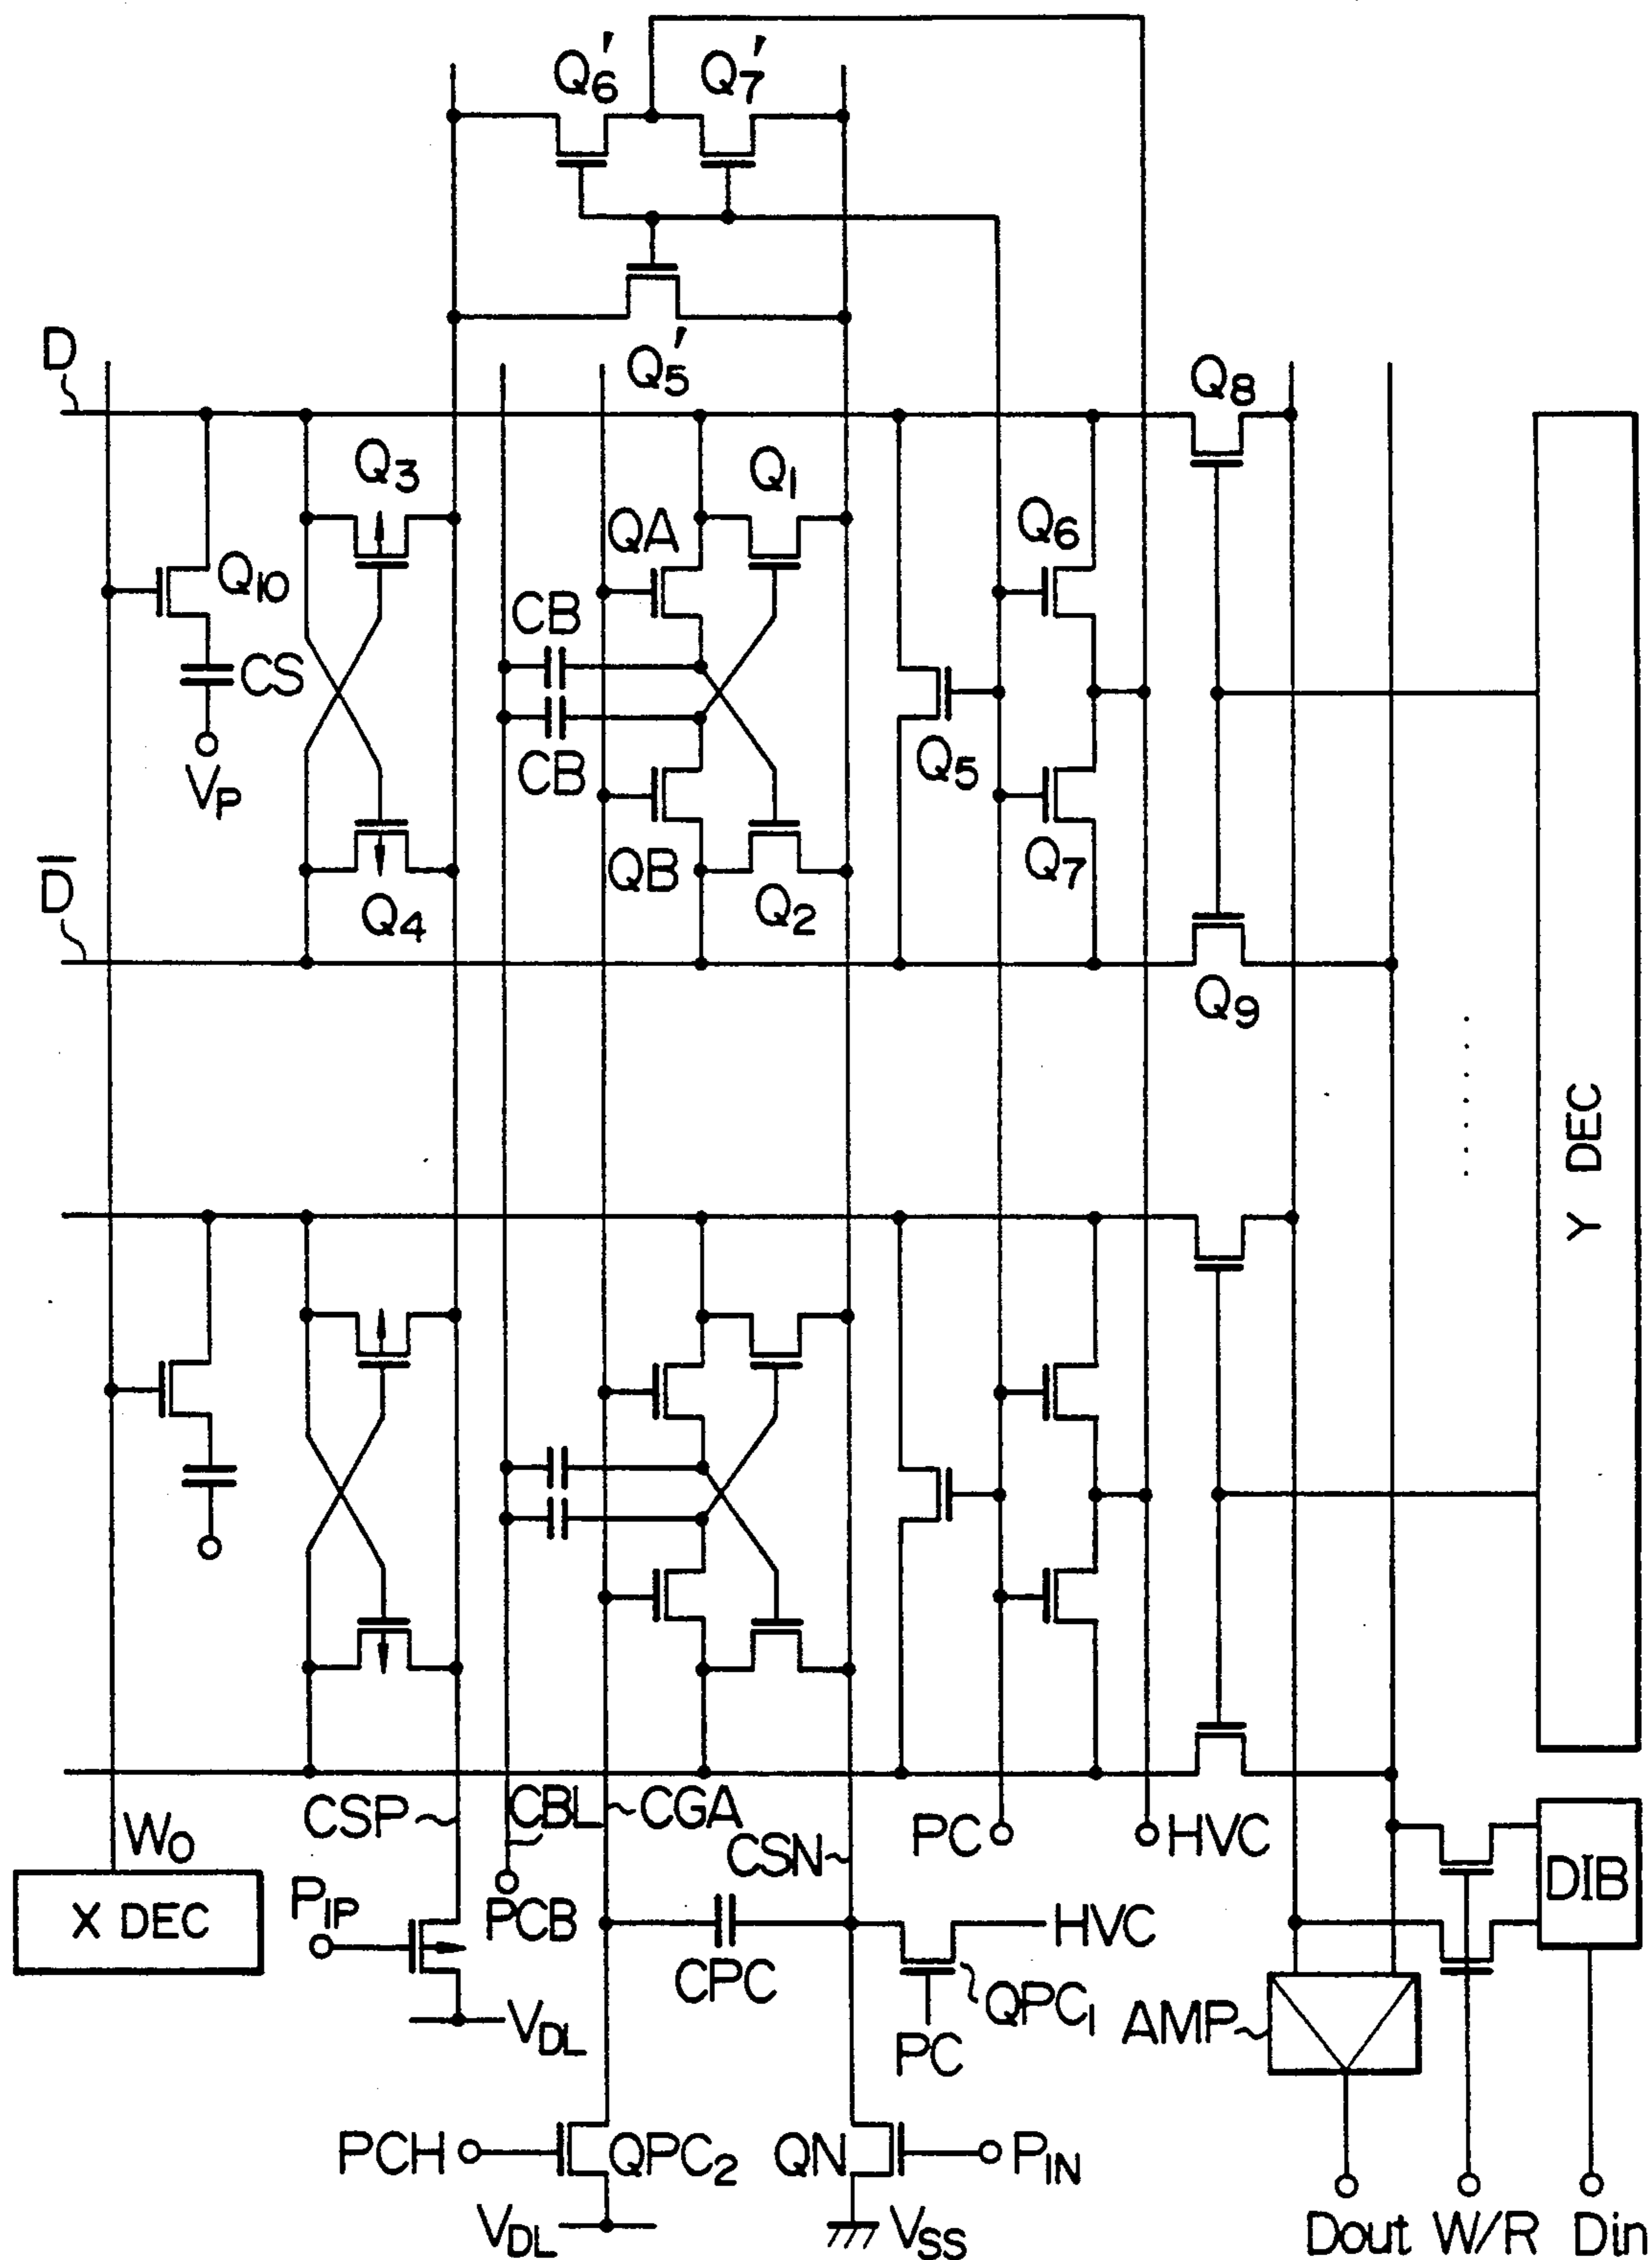 Q6' Q7'
Q5'
D
Q8
Q3
Q1
QA
Q6
Q10
CB
CS
CB
Q5
VP
QB
Q7
D̅
Q4
Q2
Q9
Y DEC
CSP
CBL
CGA
PC
HVC
W0
CSN
DIB
X DEC
PIP
PCB
HVC
CPC
QPC1
AMP
VDL
PC
PCH
QPC2
QN
PIN
VDL
VSS
Dout
W/R
Din